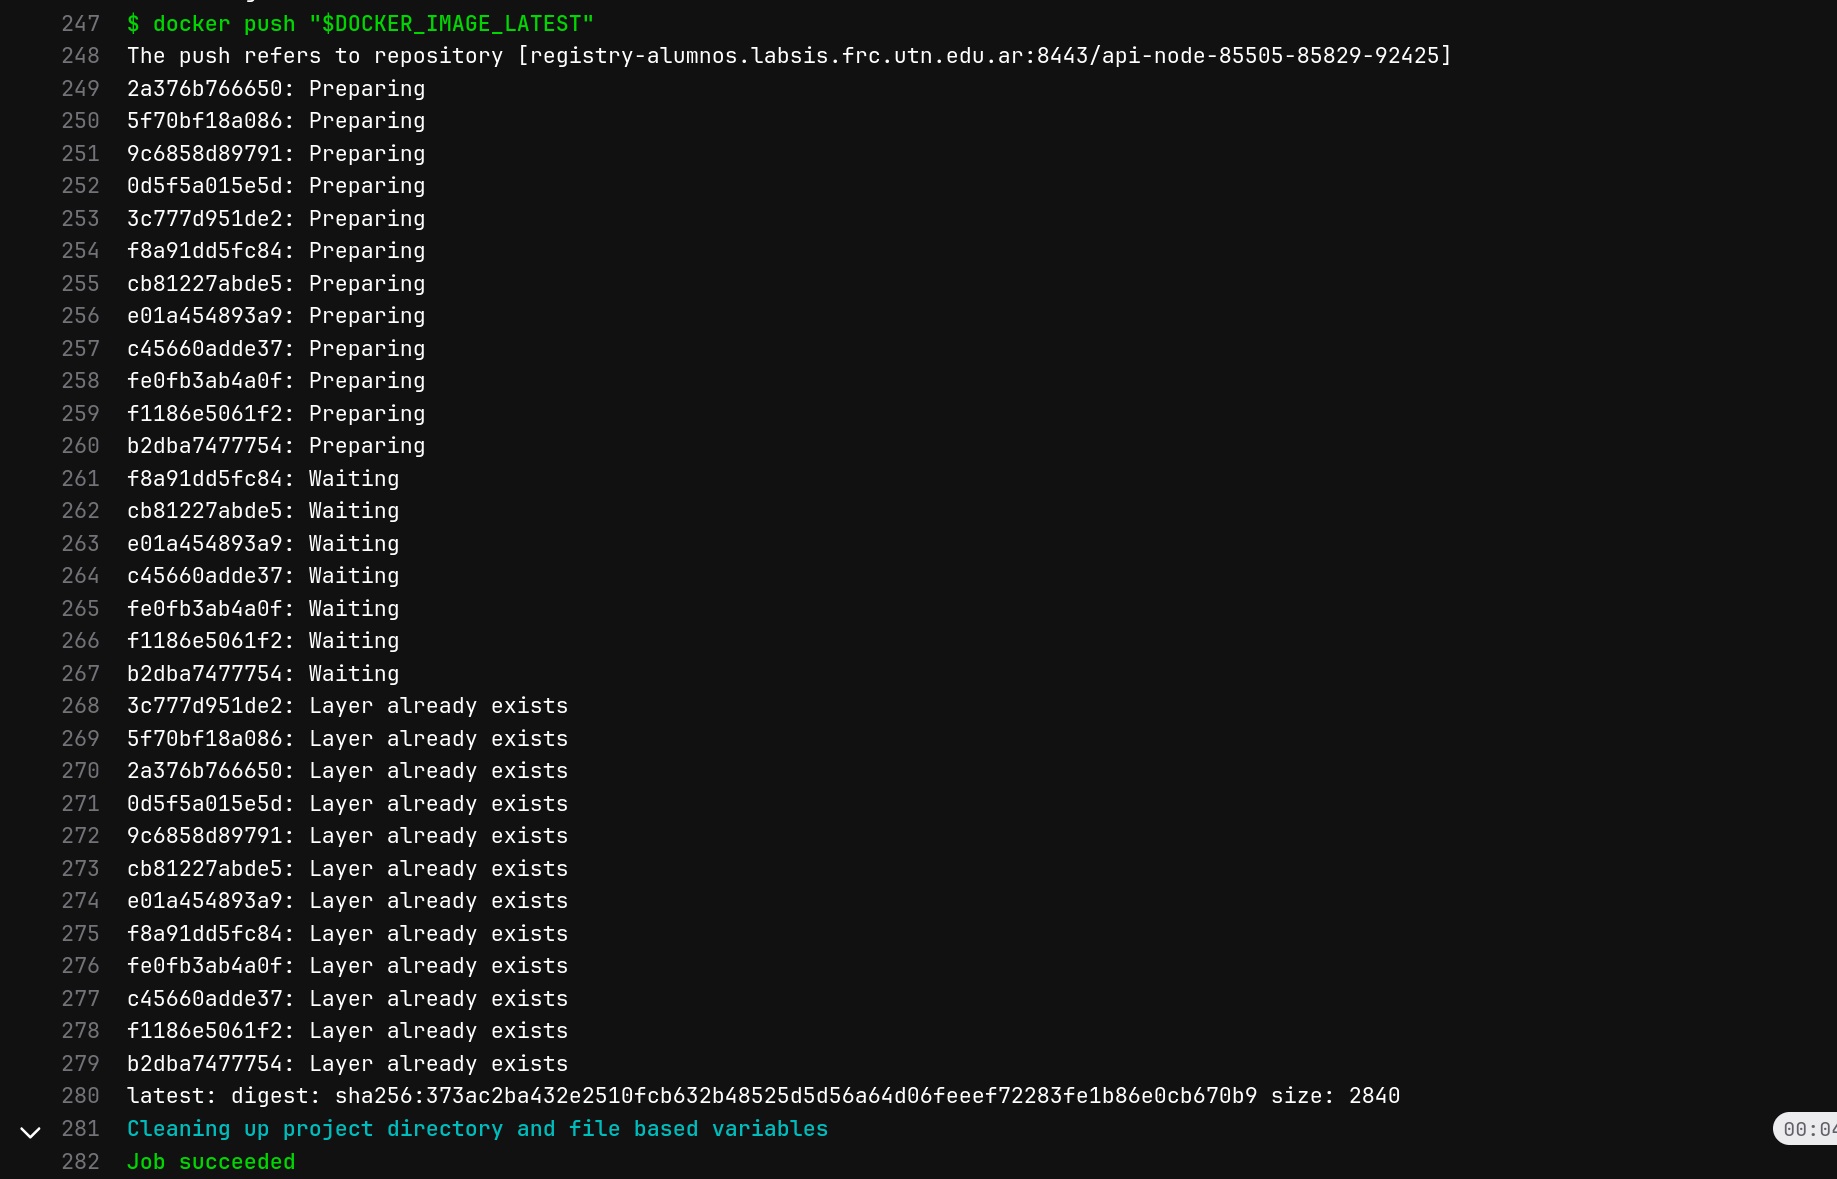 247 $ docker push "$DOCKER_IMAGE_LATEST"
248 The push refers to repository [registry-alumnos.labsis.frc.utn.edu.ar:8443/api-node-85505-85829-92425]
249 2a376b766650: Preparing
250 5f70bf18a086: Preparing
251 9c6858d89791: Preparing
252 0d5f5a015e5d: Preparing
253 3c777d951de2: Preparing
254 f8a91dd5fc84: Preparing
255 cb81227abde5: Preparing
256 e01a454893a9: Preparing
257 c45660adde37: Preparing
258 fe0fb3ab4a0f: Preparing
259 f1186e5061f2: Preparing
260 b2dba7477754: Preparing
261 f8a91dd5fc84: Waiting
262 cb81227abde5: Waiting
263 e01a454893a9: Waiting
264 c45660adde37: Waiting
265 fe0fb3ab4a0f: Waiting
266 f1186e5061f2: Waiting
267 b2dba7477754: Waiting
268 3c777d951de2: Layer already exists
269 5f70bf18a086: Layer already exists
270 2a376b766650: Layer already exists
271 0d5f5a015e5d: Layer already exists
272 9c6858d89791: Layer already exists
273 cb81227abde5: Layer already exists
274 e01a454893a9: Layer already exists
275 f8a91dd5fc84: Layer already exists
276 fe0fb3ab4a0f: Layer already exists
277 c45660adde37: Layer already exists
278 f1186e5061f2: Layer already exists
279 b2dba7477754: Layer already exists
280 latest: digest: sha256:373ac2ba432e2510fcb632b48525d5d56a64d06feeef72283fe1b86e0cb670b9 size: 2840
281 Cleaning up project directory and file based variables 00:04
282 Job succeeded